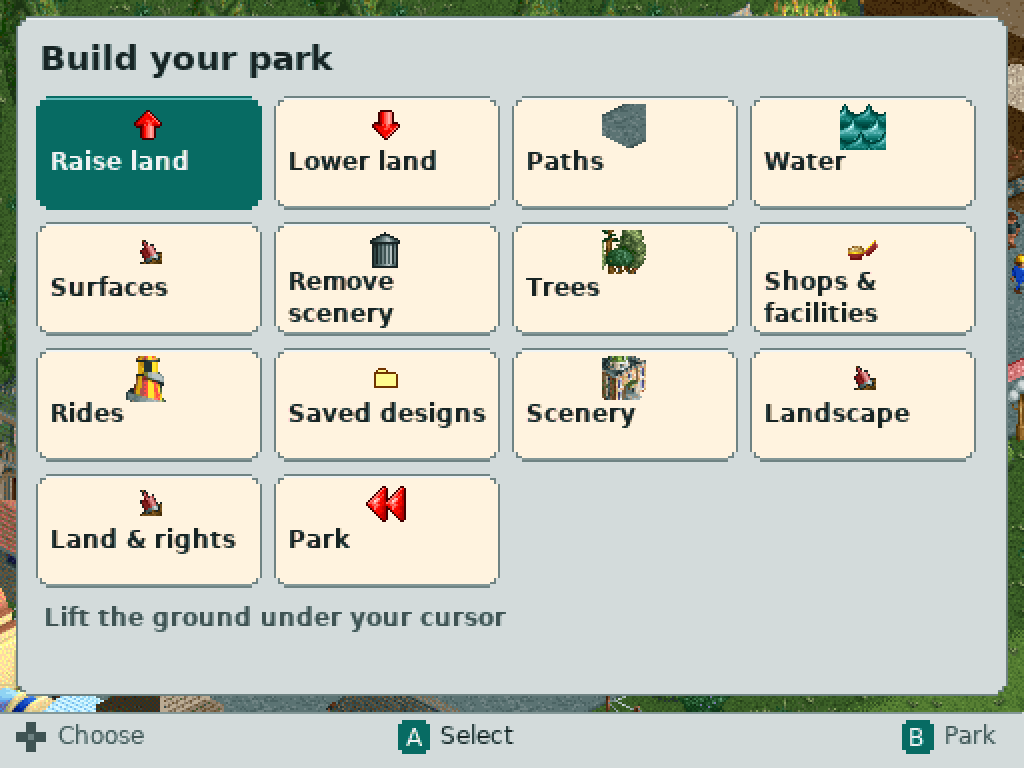 Build your park
Raise land
Lower land
Paths
Water
Surfaces
Remove
scenery
Trees
Shops &
facilities
Rides
Saved designs
Scenery
Landscape
Land & rights
Park
Lift the ground under your cursor
Choose
A Select
B Park